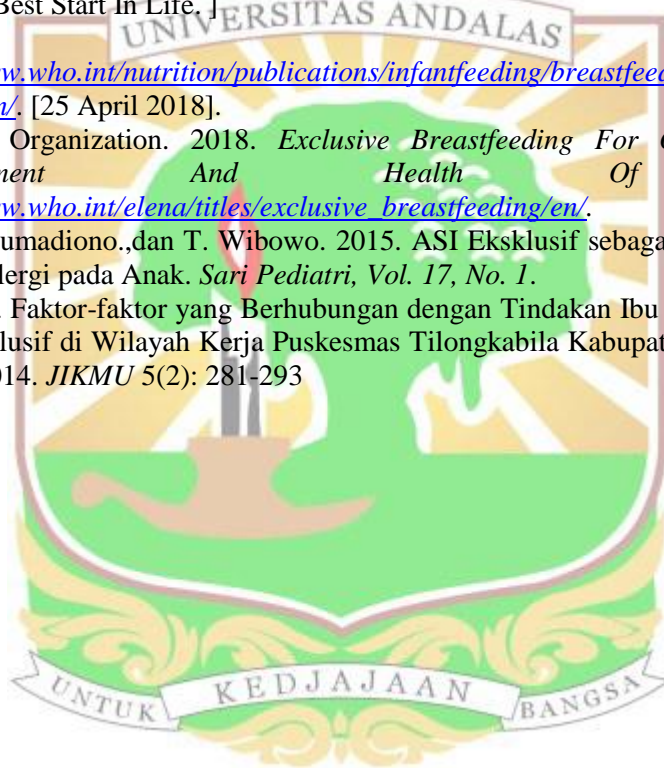 Best Start In Life. ]
UNIVERSITAS ANDALAS
w.who.int/nutrition/publications/infantfeeding/breastfeed
n/. [25 April 2018].
Organization. 2018. Exclusive Breastfeeding For
ment And Health Of
w.who.int/elena/titles/exclusive_breastfeeding/en/.
umadiono.,dan T. Wibowo. 2015. ASI Eksklusif sebaga
lergi pada Anak. Sari Pediatri, Vol. 17, No. 1.
. Faktor-faktor yang Berhubungan dengan Tindakan Ibu
lusif di Wilayah Kerja Puskesmas Tilongkabila Kabupat
014. JIKMU 5(2): 281-293
UNTUK KEDJAJAAN BANGSA